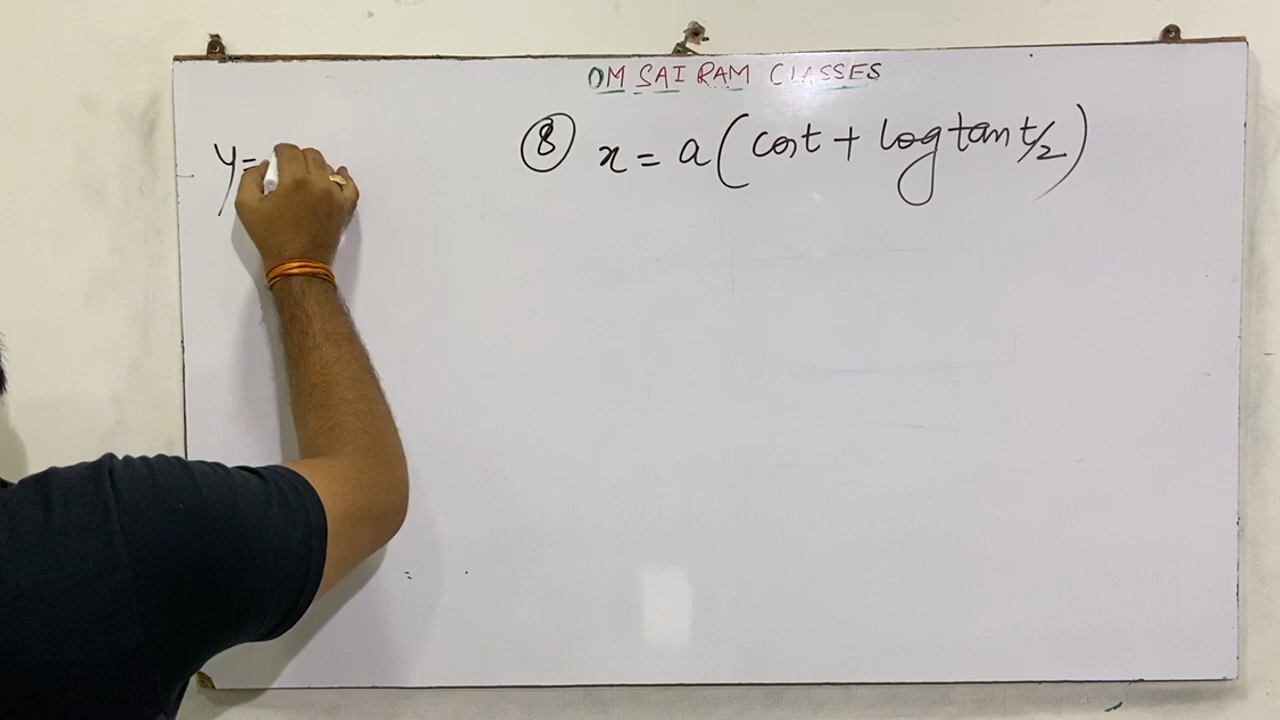 OM SAI RAM CLASSES
y=
⑧ x = a(cost + log tan t/2)